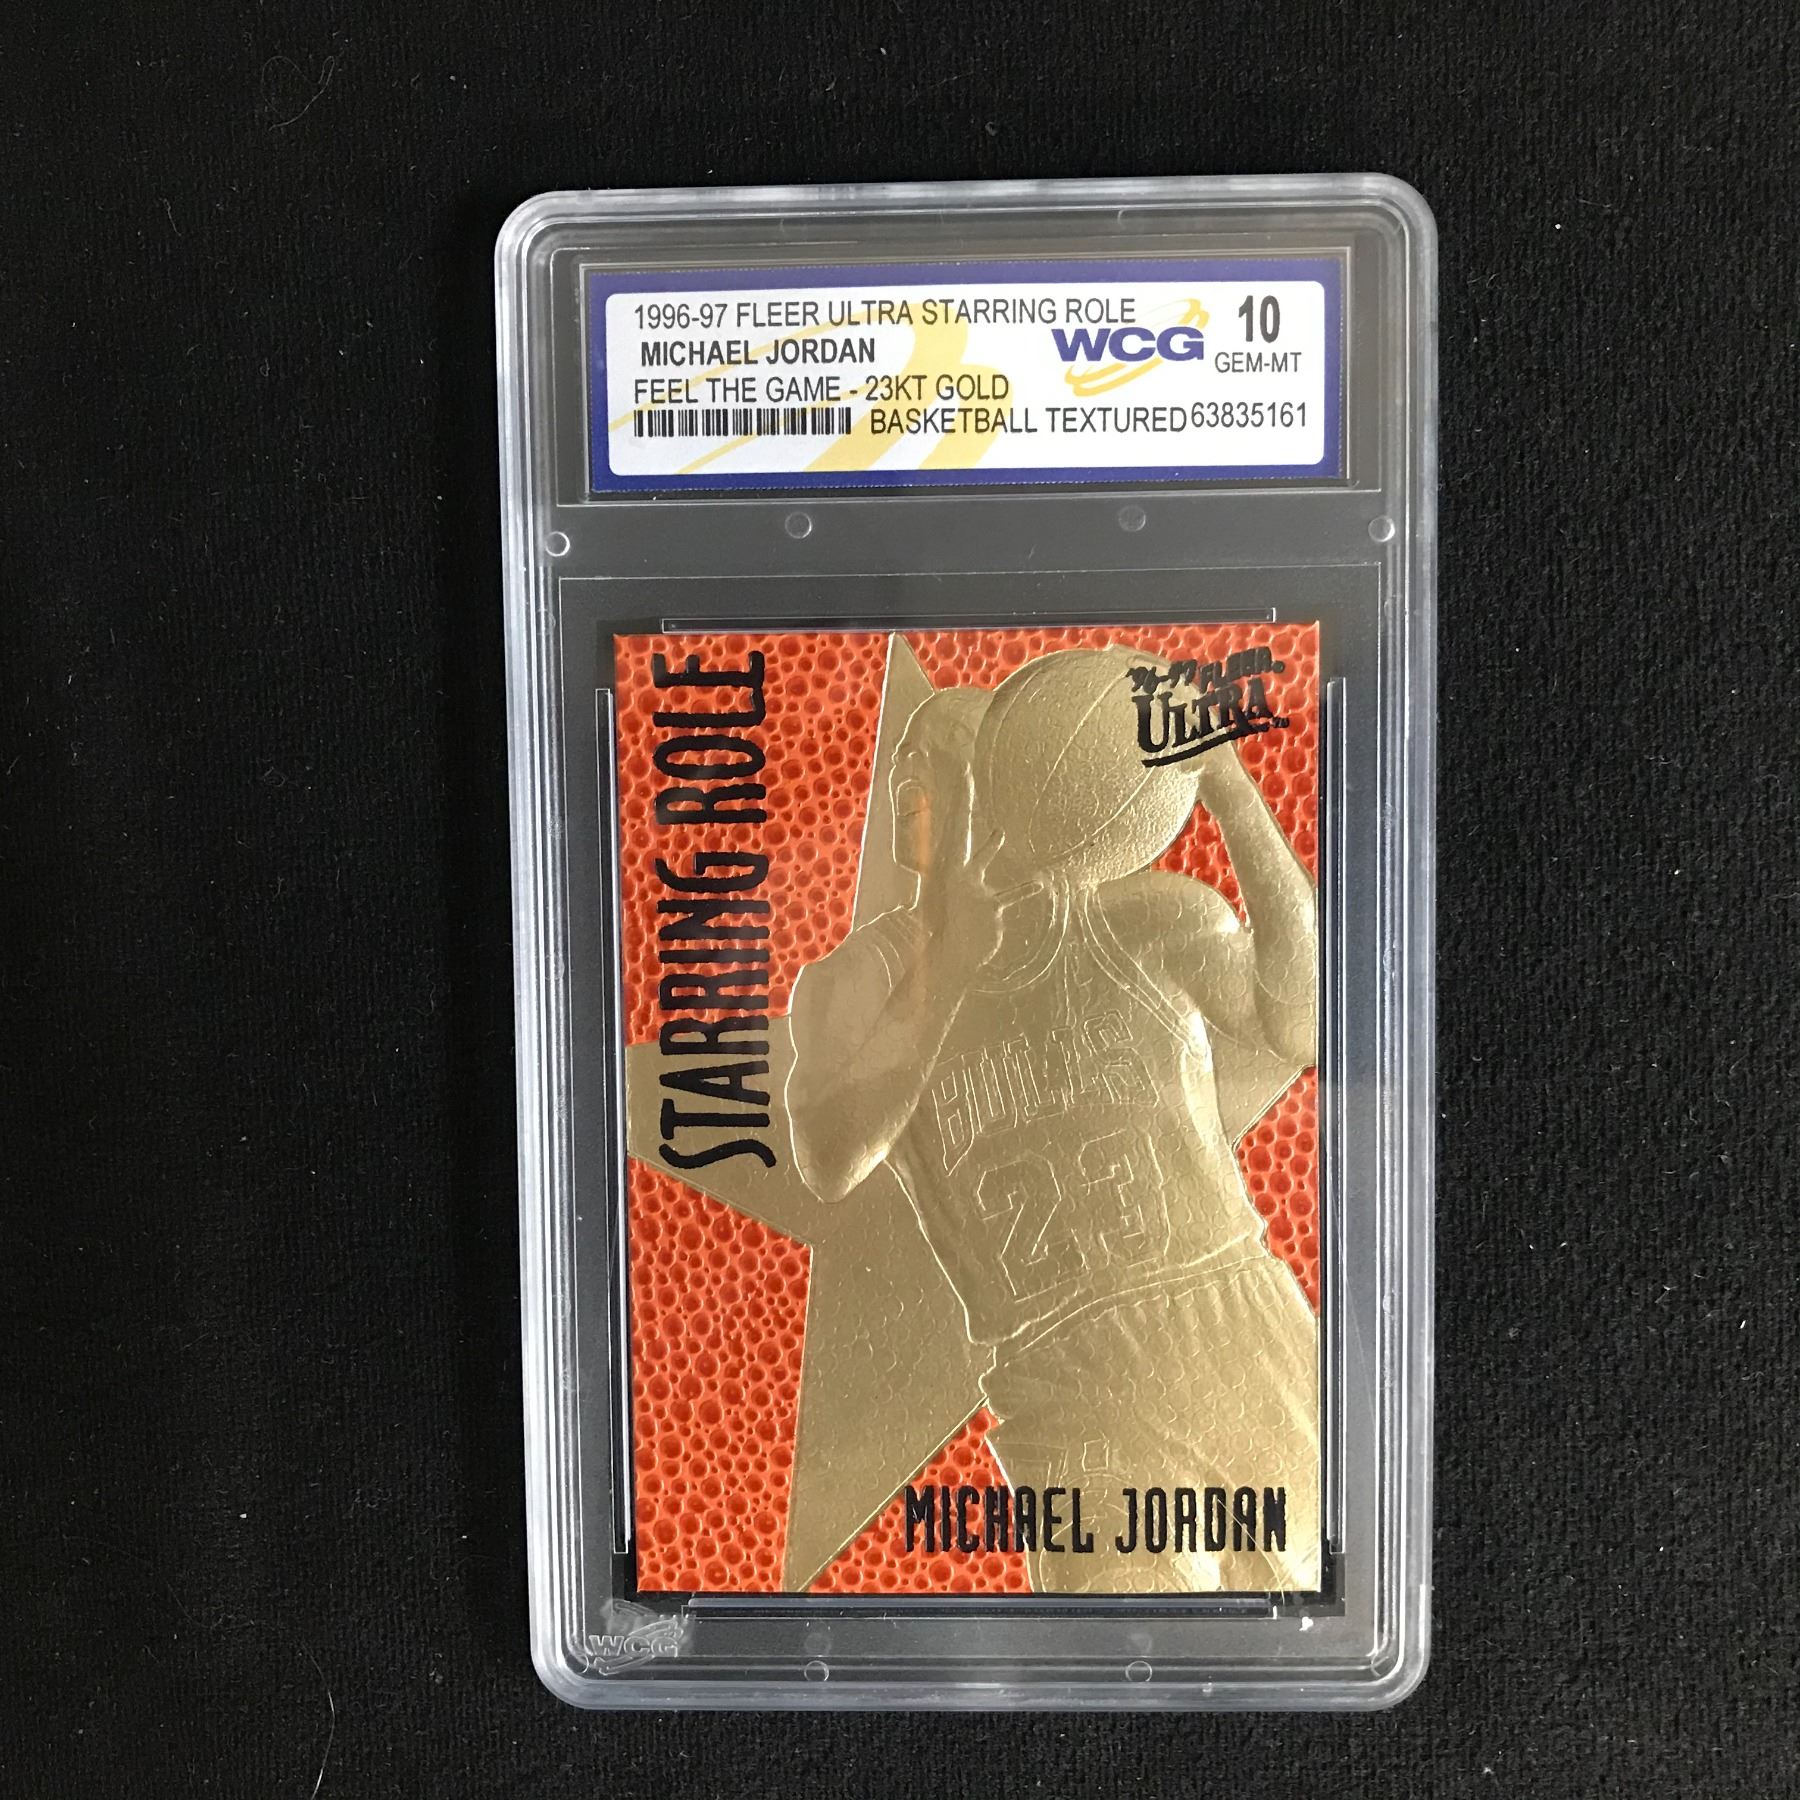 1996-97 FLEER ULTRA STARRING ROLE
MICHAEL JORDAN
FEEL THE GAME - 23KT GOLD
BASKETBALL TEXTURED
WCG
10
GEM-MT
63835161
STARRING ROLE
'96-'97 FLEER®
ULTRA™
BULLS
23
MICHAEL JORDAN
WCG